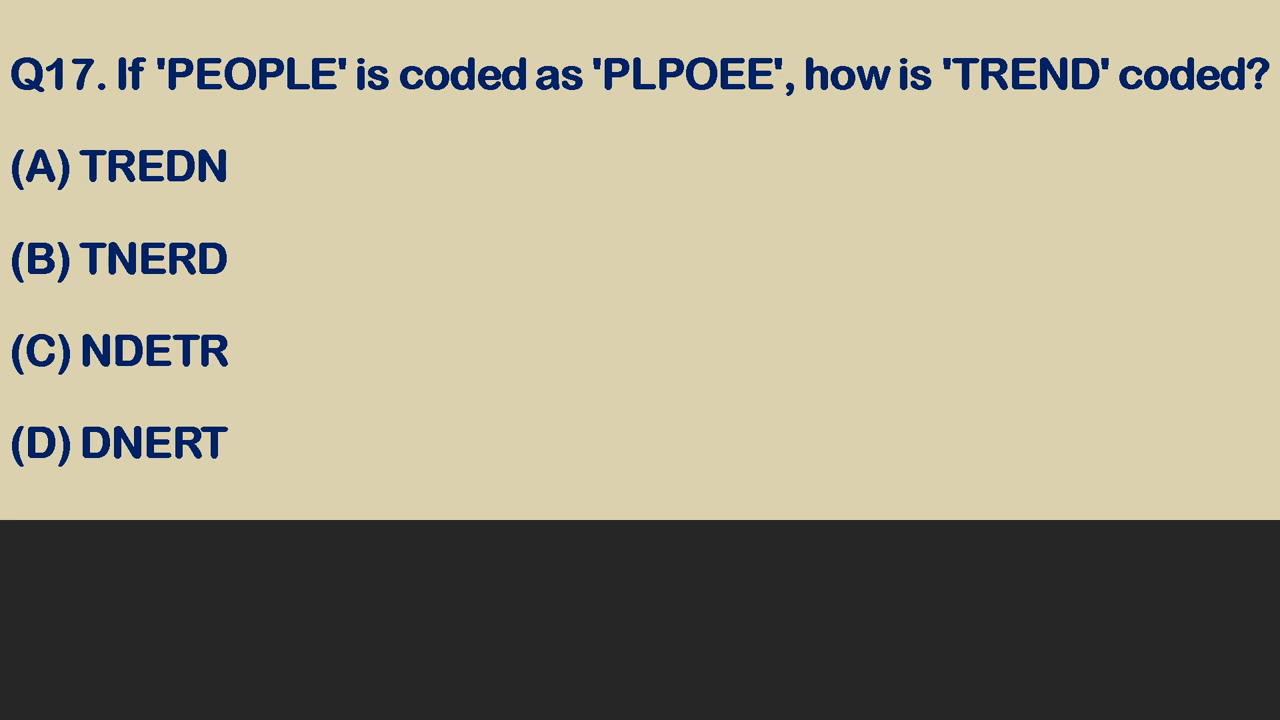 Q17. If 'PEOPLE' is coded as 'PLPOEE', how is 'TREND' coded?
(A) TREDN
(B) TNERD
(C) NDETR
(D) DNERT